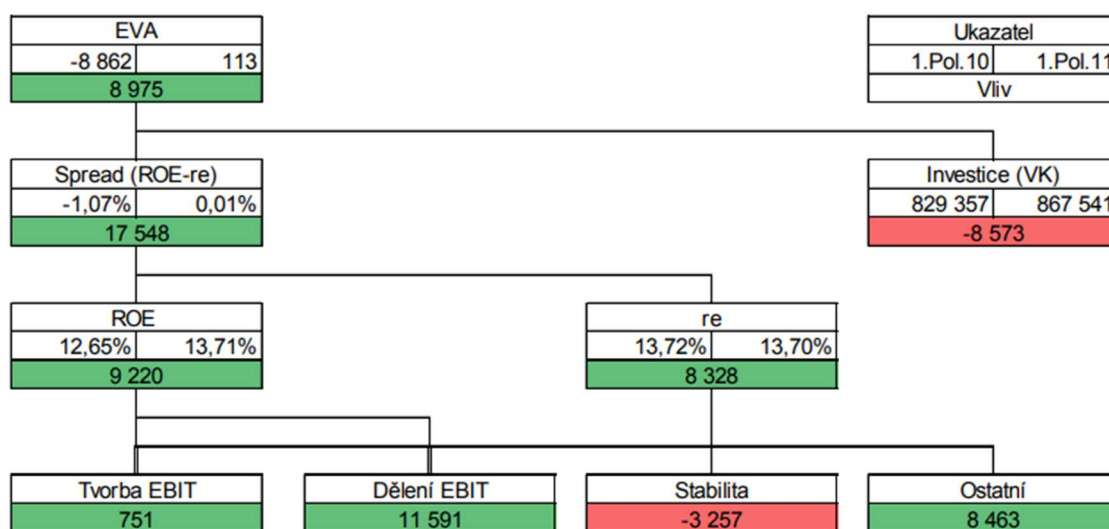 EVA
-8 862 113
8 975
Ukazatel
1.Pol.10 1.Pol.11
Vliv
Spread (ROE-re)
-1,07% 0,01%
17 548
Investice (VK)
829 357 867 541
-8 573
ROE
12,65% 13,71%
9 220
re
13,72% 13,70%
8 328
Tvorba EBIT
751
Dělení EBIT
11 591
Stabilita
-3 257
Ostatní
8 463